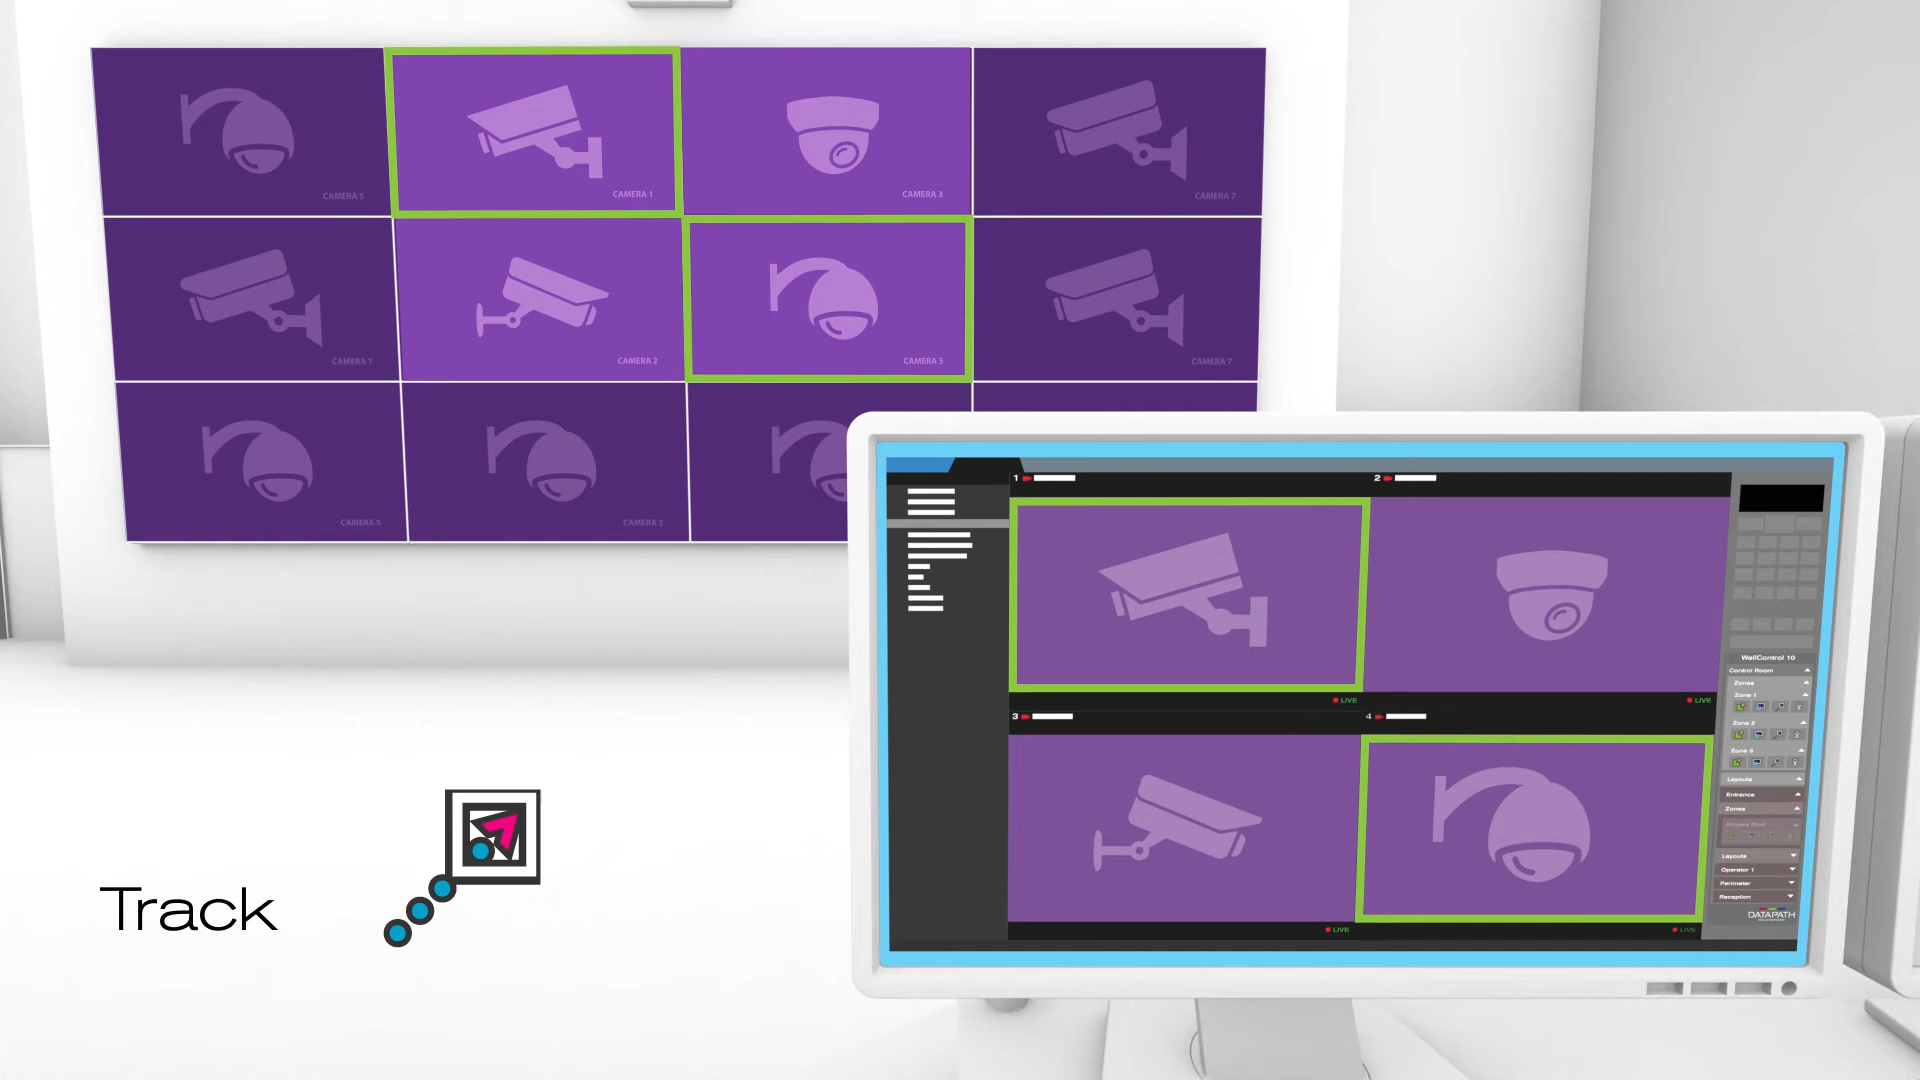 CAMERA 5
CAMERA 1
CAMERA 3
CAMERA 7
CAMERA 7
CAMERA 2
CAMERA 5
CAMERA 7
CAMERA 5
CAMERA 5
Track
1
2
LIVE
LIVE
3
4
LIVE
LIVE
WallControl 10
Control Room
Zones
Zone 1
Zone 2
Zone 3
Layouts
Entrance
Zones
Access Door
Layouts
Operator 1
Perimeter
Reception
DATAPATH